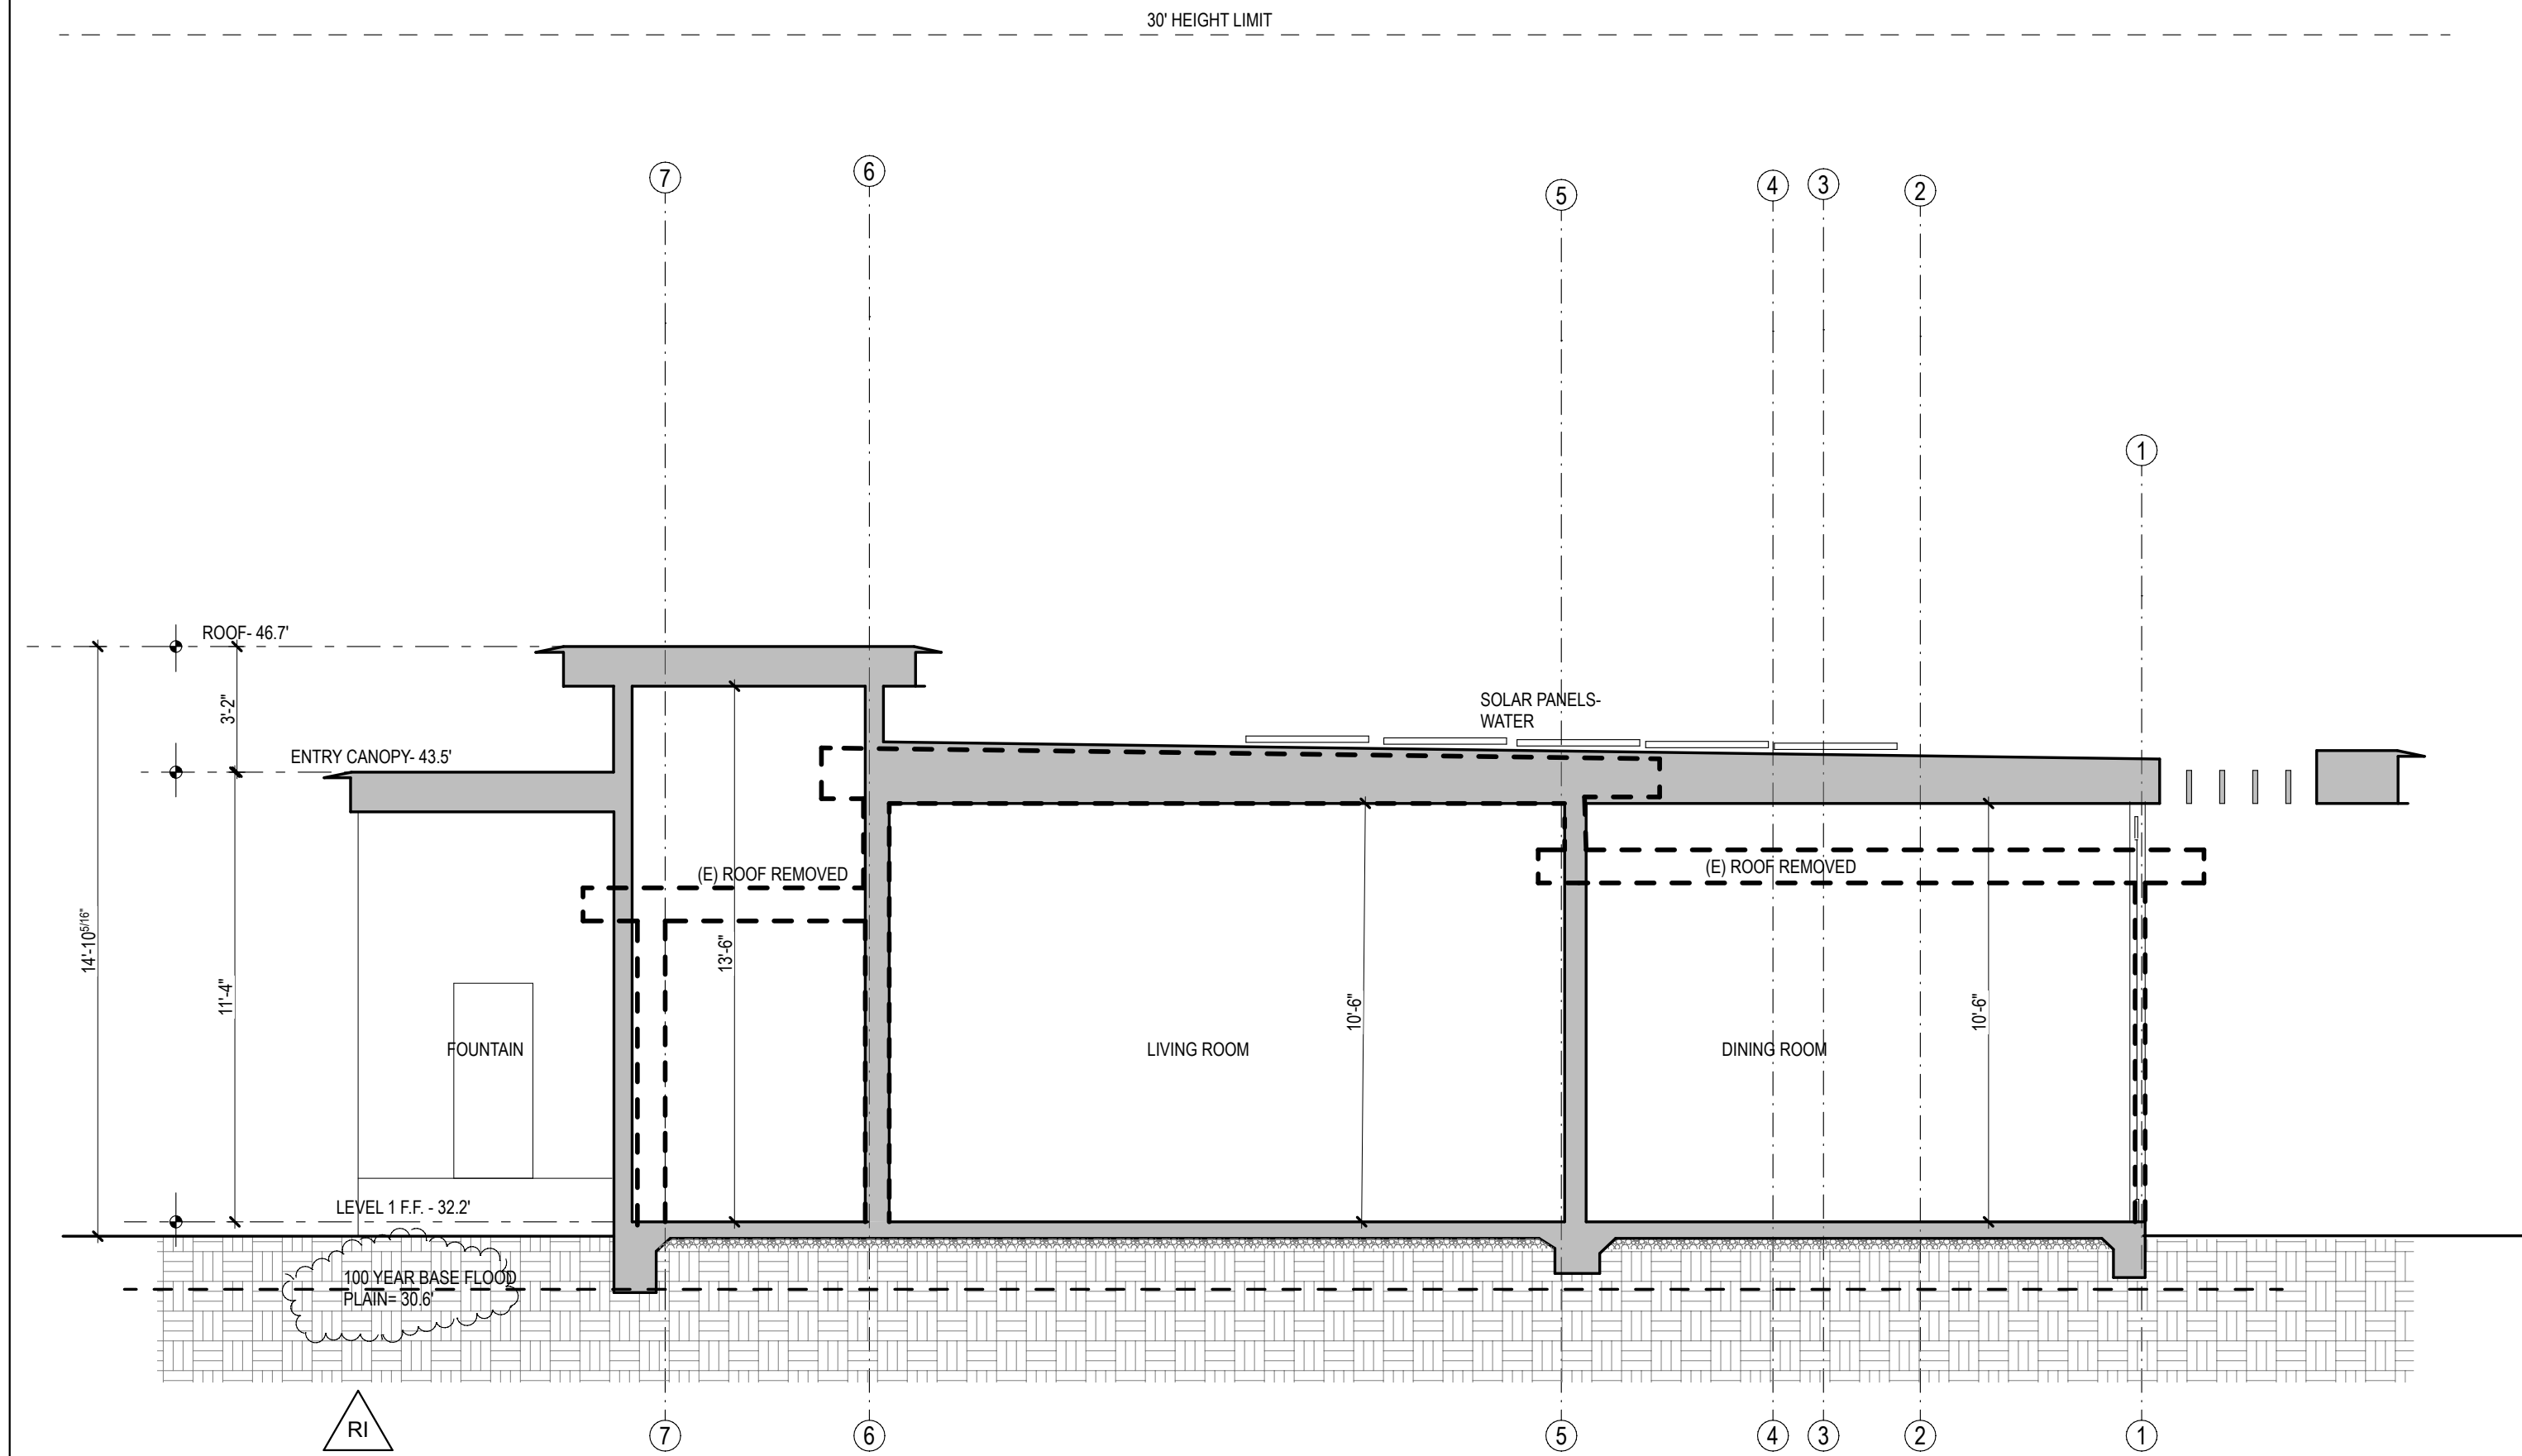 30' HEIGHT LIMIT
7
6
5
4
3
2
1
ROOF- 46.7'
3'-2"
ENTRY CANOPY- 43.5'
SOLAR PANELS-
WATER
(E) ROOF REMOVED
(E) ROOF REMOVED
14'-10 5/16"
11'-4"
13'-6"
10'-6"
10'-6"
FOUNTAIN
LIVING ROOM
DINING ROOM
LEVEL 1 F.F. - 32.2'
100 YEAR BASE FLOOD
PLAIN= 30.6'
RI
7
6
5
4
3
2
1